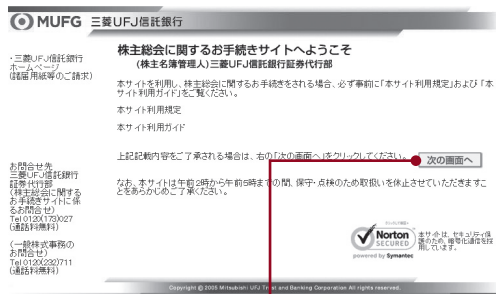 MUFG 三菱UFJ信託銀行
・三菱UFJ信託銀行
ホームページ
(諸届用紙等のご請求)
お問合せ先
三菱UFJ信託銀行
証券代行部
(株主総会に関する
お手続きサイトに係
るお問合せ)
Tel 0120(173)027
(通話料無料)
(一般株式事務の
お問合せ)
Tel 0120(232)711
(通話料無料)
株主総会に関するお手続きサイトへようこそ
(株主名簿管理人)三菱UFJ信託銀行証券代行部
本サイトを利用し、株主総会に関するお手続きをされる場合、必ず事前に「本サイト利用規定」および「本
サイト利用ガイド」をご覧ください。
本サイト利用規定
本サイト利用ガイド
上記記載内容をご了承される場合は、右の「次の画面へ」をクリックしてください。
次の画面へ
なお、本サイトは午前2時から午前5時までの間、保守・点検のため取扱いを休止させていただきますこ
とをあらかじめご了承ください。
Norton
SECURED
powered by Symantec
本サイトは、セキュリティ保
護のため、暗号化通信を採
用しています。
Copyright © 2005 Mitsubishi UFJ Trust and Banking Corporation All rights reserved.